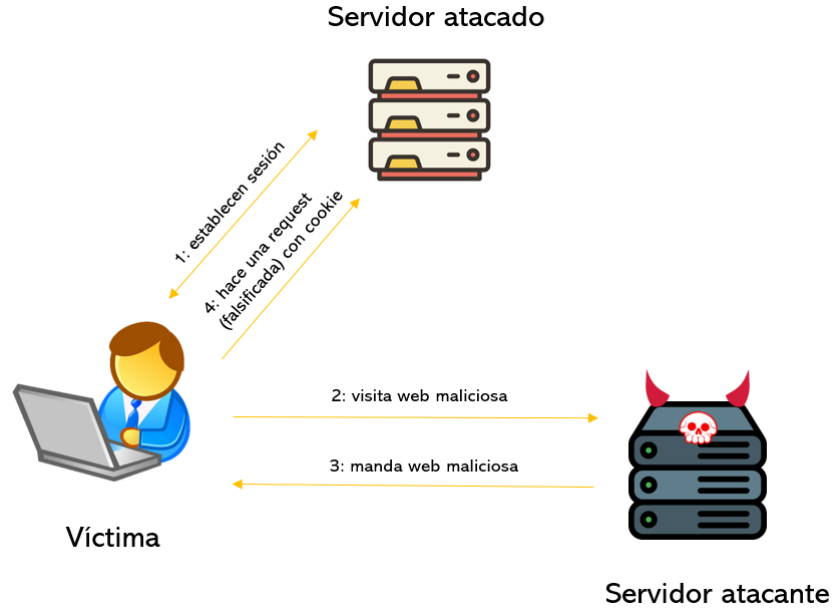 Servidor atacado
1: establecen sesión
4: hace una request
(falsificada) con cookie
2: visita web maliciosa
3: manda web maliciosa
Víctima
Servidor atacante